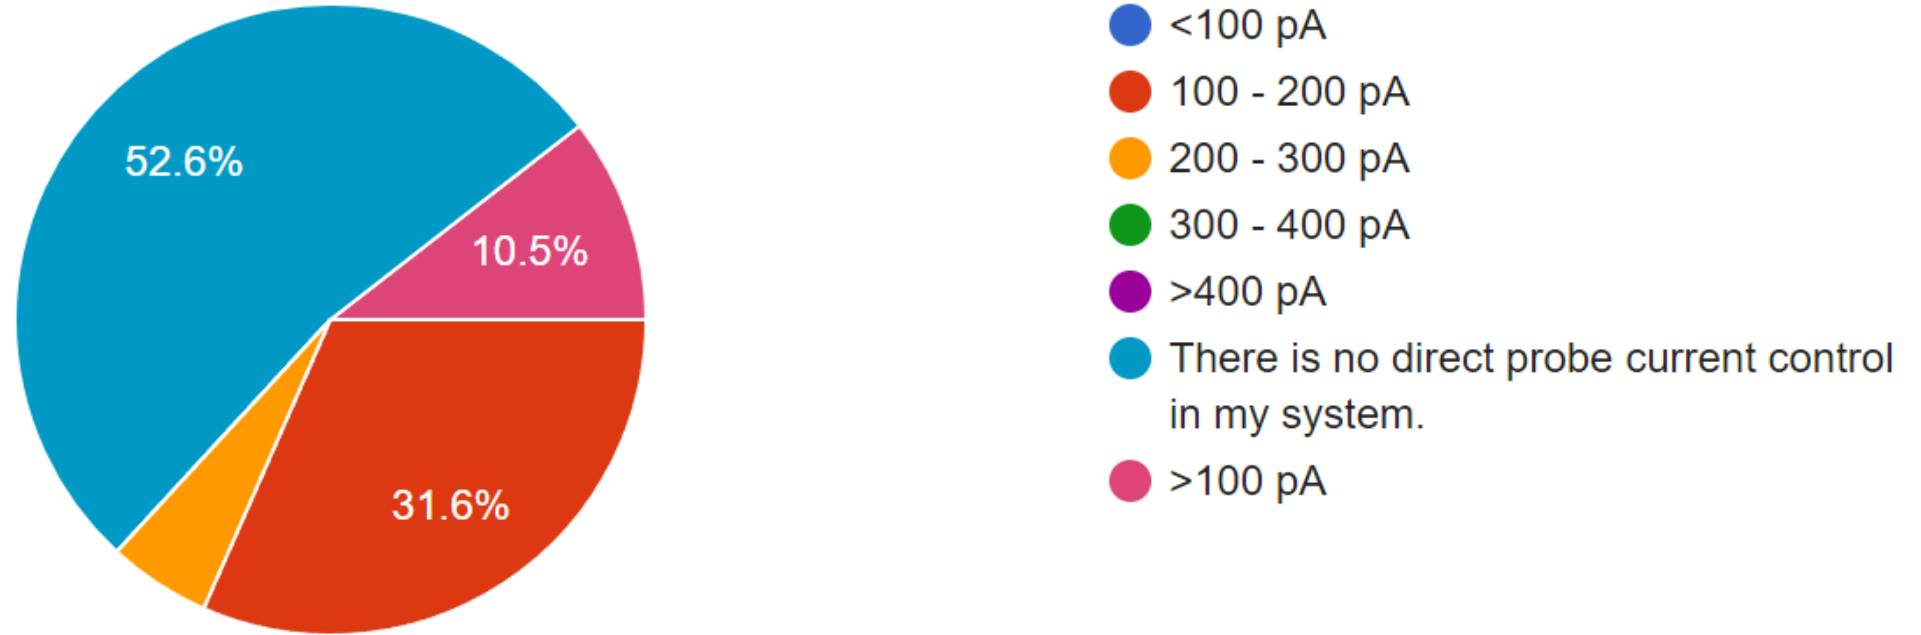 52.6%
10.5%
31.6%
<100 pA
100 - 200 pA
200 - 300 pA
300 - 400 pA
>400 pA
There is no direct probe current control
in my system.
>100 pA